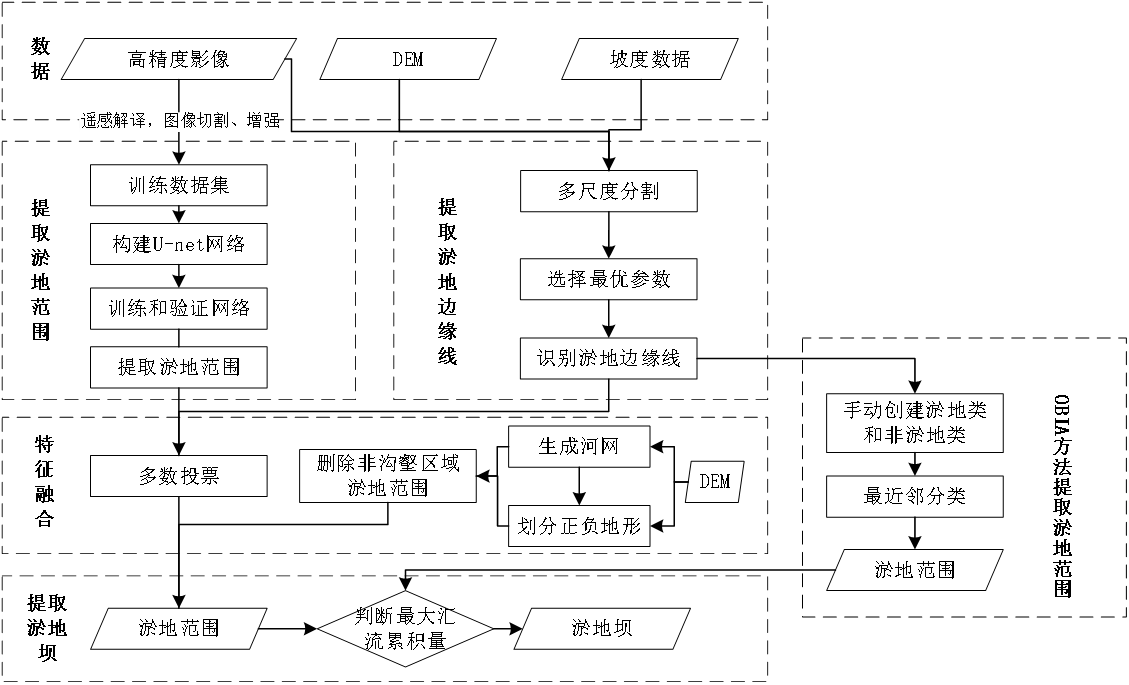 数
据
高精度影像
DEM
坡度数据
遥感解译，图像切割、增强
提
取
淤
地
范
围
训练数据集
构建U-net网络
训练和验证网络
提取淤地范围
提
取
淤
地
边
缘
线
多尺度分割
选择最优参数
识别淤地边缘线
OBIA方法提取淤地范围
手动创建淤地类
和非淤地类
最近邻分类
淤地范围
特
征
融
合
多数投票
删除非沟壑区域
淤地范围
生成河网
划分正负地形
DEM
提取
淤地
坝
淤地范围
判断最大汇
流累积量
淤地坝